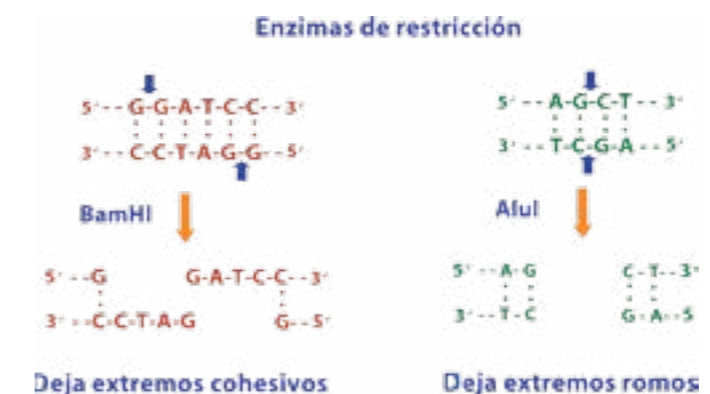 Enzimas de restricción
5'--G-G-A-T-C-C--3'
3'--C-C-T-A-G-G--5'
5'--A-G-C-T--3'
3'--T-C-G-A--5'
BamHI
AluI
5'--G G-A-T-C-C--3'
3'--C-C-T-A-G G--5'
5'--A-G C-T--3'
3'--T-C G-A--5
Deja extremos cohesivos
Deja extremos romos